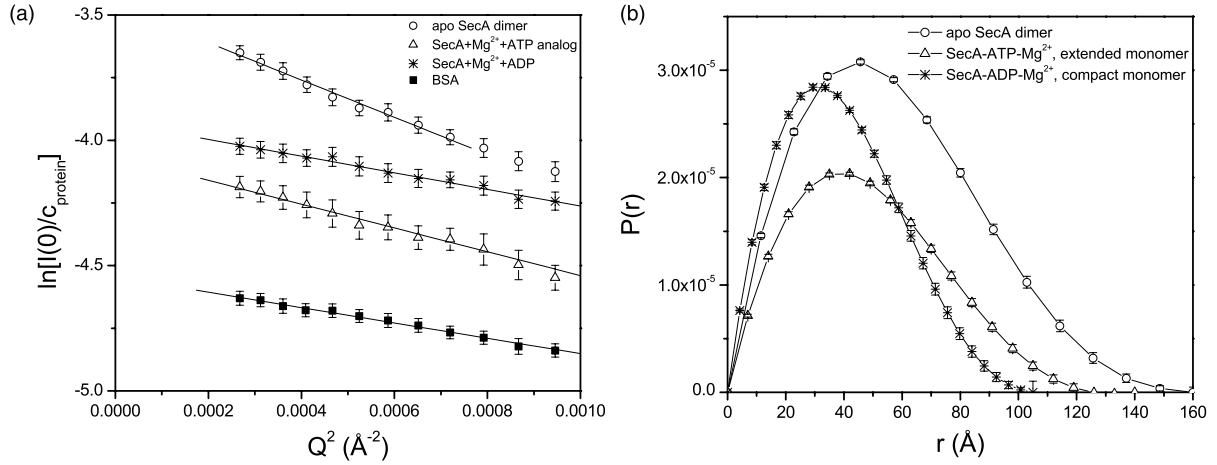 (a)
apo SecA dimer
SecA+Mg²⁺+ATP analog
SecA+Mg²⁺+ADP
BSA
-3.5
-4.0
-4.5
-5.0
ln[I(0)/c_protein]
0.0000 0.0002 0.0004 0.0006 0.0008 0.0010
Q² (Å⁻²)
(b)
apo SecA dimer
SecA-ATP-Mg²⁺, extended monomer
SecA-ADP-Mg²⁺, compact monomer
3.0x10⁻⁵
2.0x10⁻⁵
1.0x10⁻⁵
0.0
P(r)
0 20 40 60 80 100 120 140 160
r (Å)